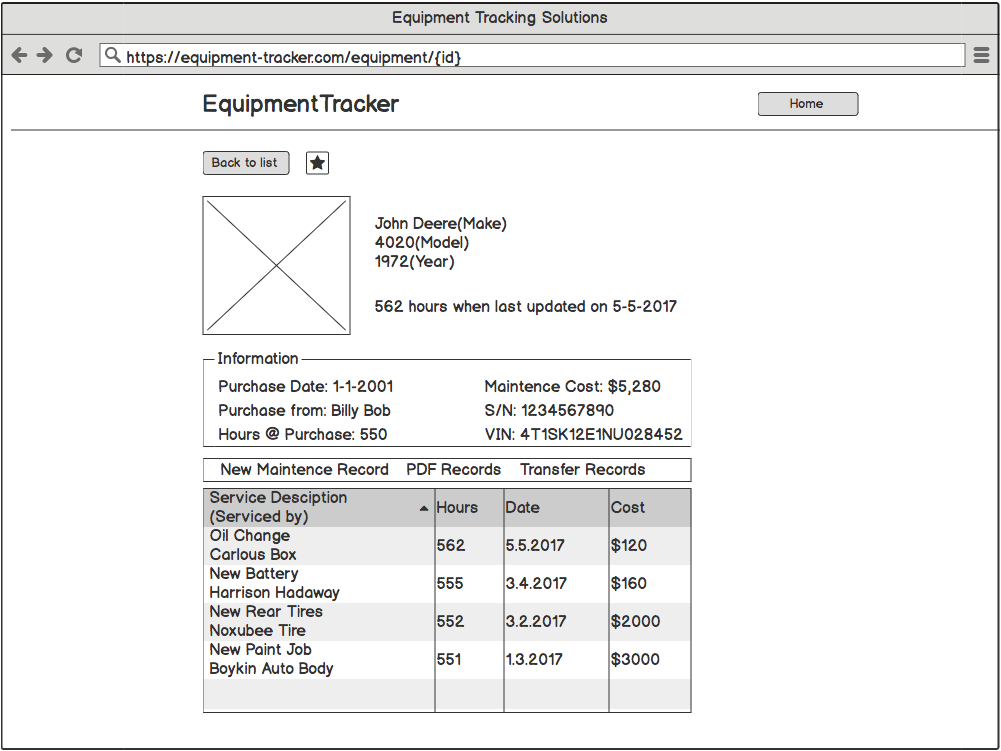 Equipment Tracking Solutions
https://equipment-tracker.com/equipment/{id}
EquipmentTracker
Home
Back to list
John Deere(Make)
4020(Model)
1972(Year)
562 hours when last updated on 5-5-2017
Information
Purchase Date: 1-1-2001
Maintence Cost: $5,280
Purchase from: Billy Bob
S/N: 1234567890
Hours @ Purchase: 550
VIN: 4T1SK12E1NU028452
New Maintence Record PDF Records Transfer Records
Service Desciption
(Serviced by)
Hours
Date
Cost
Oil Change
Carlous Box
562
5.5.2017
$120
New Battery
Harrison Hadaway
555
3.4.2017
$160
New Rear Tires
Noxubee Tire
552
3.2.2017
$2000
New Paint Job
Boykin Auto Body
551
1.3.2017
$3000